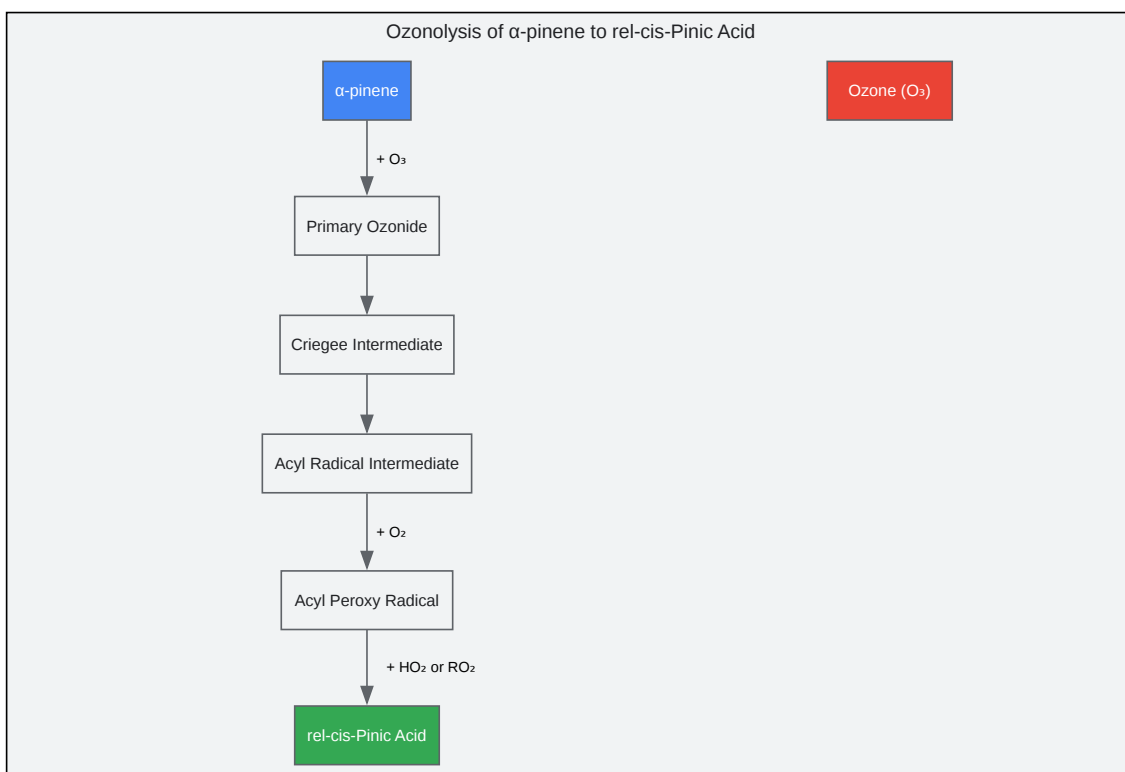 Ozonolysis of α-pinene to rel-cis-Pinic Acid
α-pinene
Ozone (O₃)
+ O₃
Primary Ozonide
Criegee Intermediate
Acyl Radical Intermediate
+ O₂
Acyl Peroxy Radical
+ HO₂ or RO₂
rel-cis-Pinic Acid